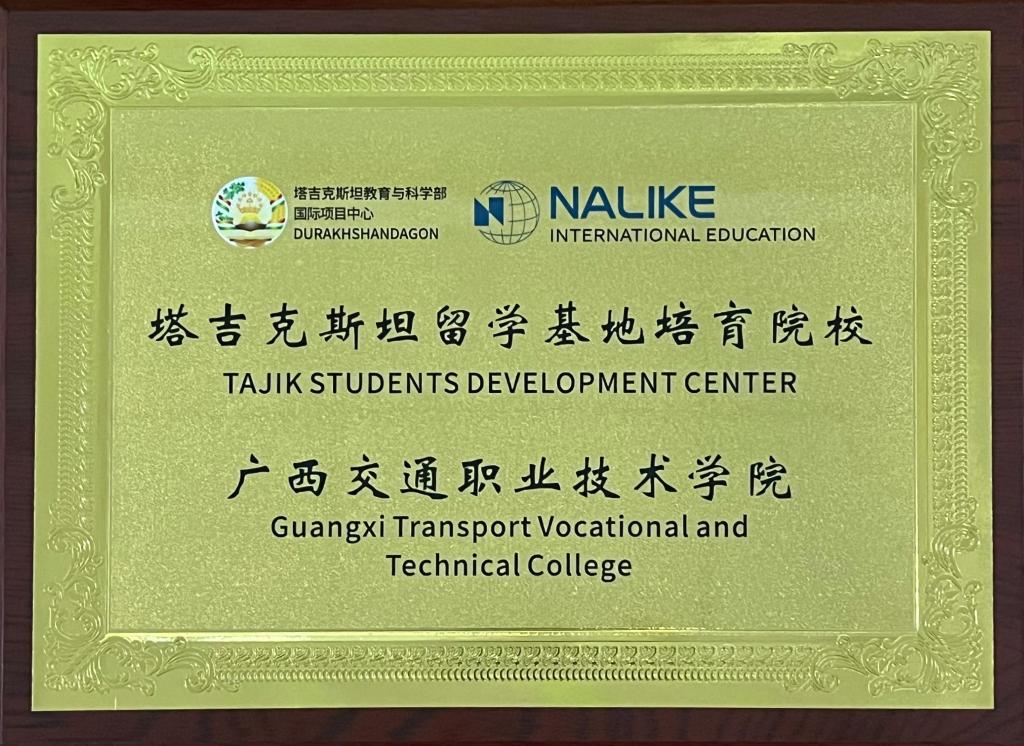 塔吉克斯坦教育与科学部
国际项目中心
DURAKHSHANDAGON
NALIKE
INTERNATIONAL EDUCATION
塔吉克斯坦留学基地培育院校
TAJIK STUDENTS DEVELOPMENT CENTER
广西交通职业技术学院
Guangxi Transport Vocational and
Technical College